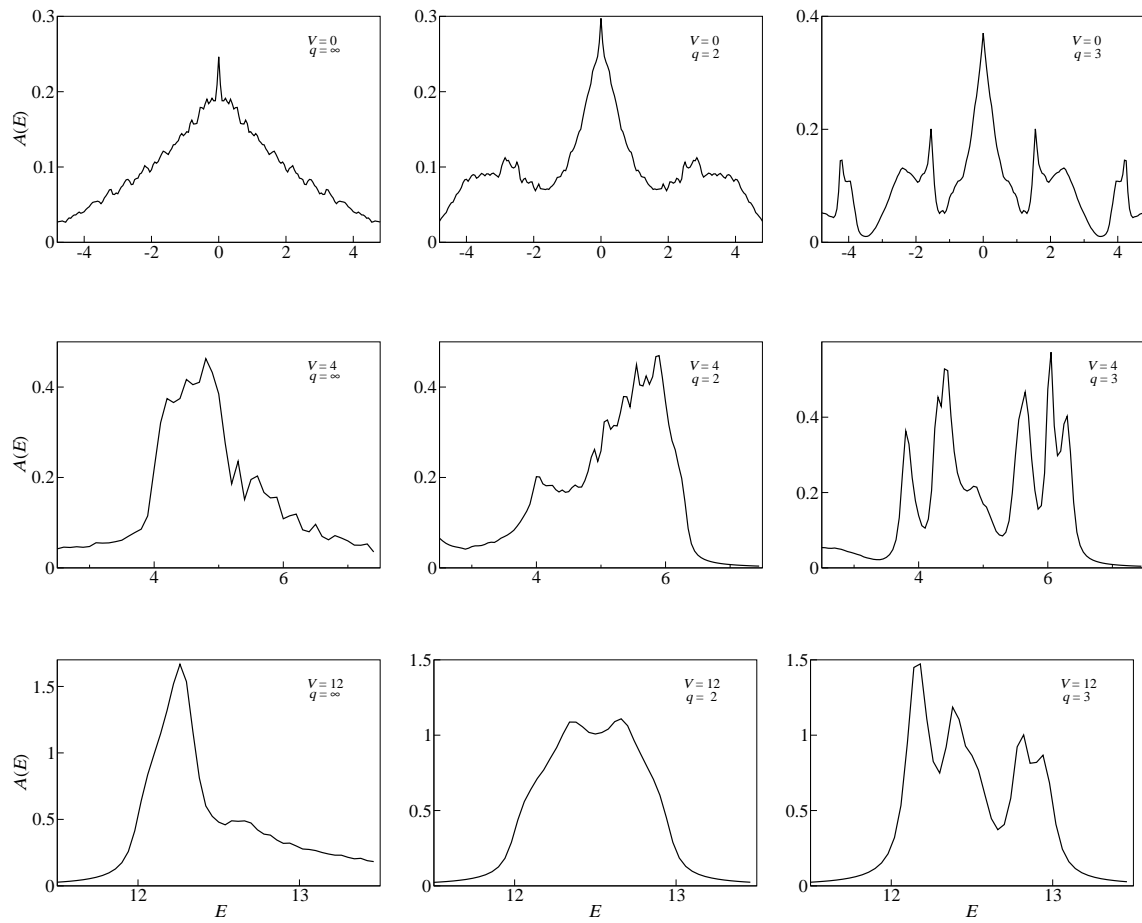 0.3
0.2
0.1
0
A(E)
V = 0
q = ∞
-4 -2 0 2 4
0.3
0.2
0.1
0
V = 0
q = 2
-4 -2 0 2 4
0.4
0.2
0
V = 0
q = 3
-4 -2 0 2 4
0.4
0.2
0
A(E)
V = 4
q = ∞
4 6
0.4
0.2
0
V = 4
q = 2
4 6
0.4
0.2
0
V = 4
q = 3
4 6
1.5
1
0.5
0
A(E)
V = 12
q = ∞
12 13
E
1.5
1
0.5
0
V = 12
q = 2
12 13
E
1.5
1
0.5
0
V = 12
q = 3
12 13
E